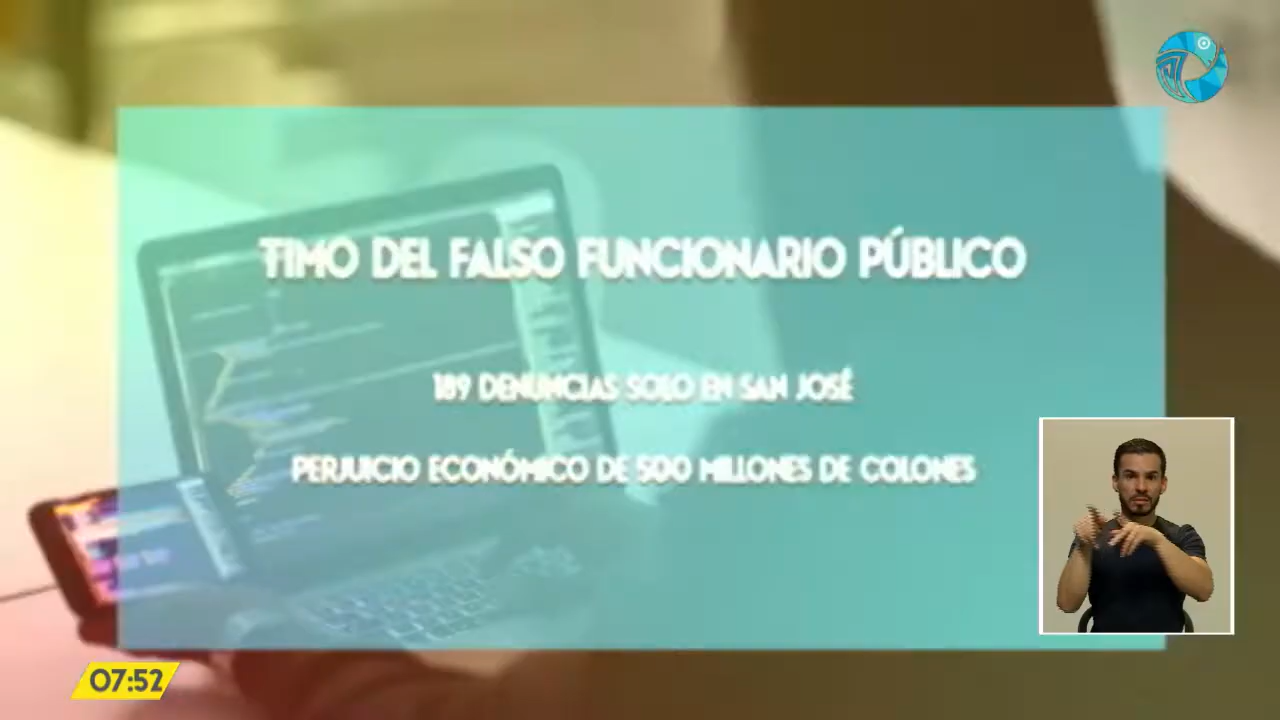 TIMO DEL FALSO FUNCIONARIO PÚBLICO
189 DENUNCIAS SOLO EN SAN JOSÉ
PERJUICIO ECONÓMICO DE 500 MILLONES DE COLONES
07:52